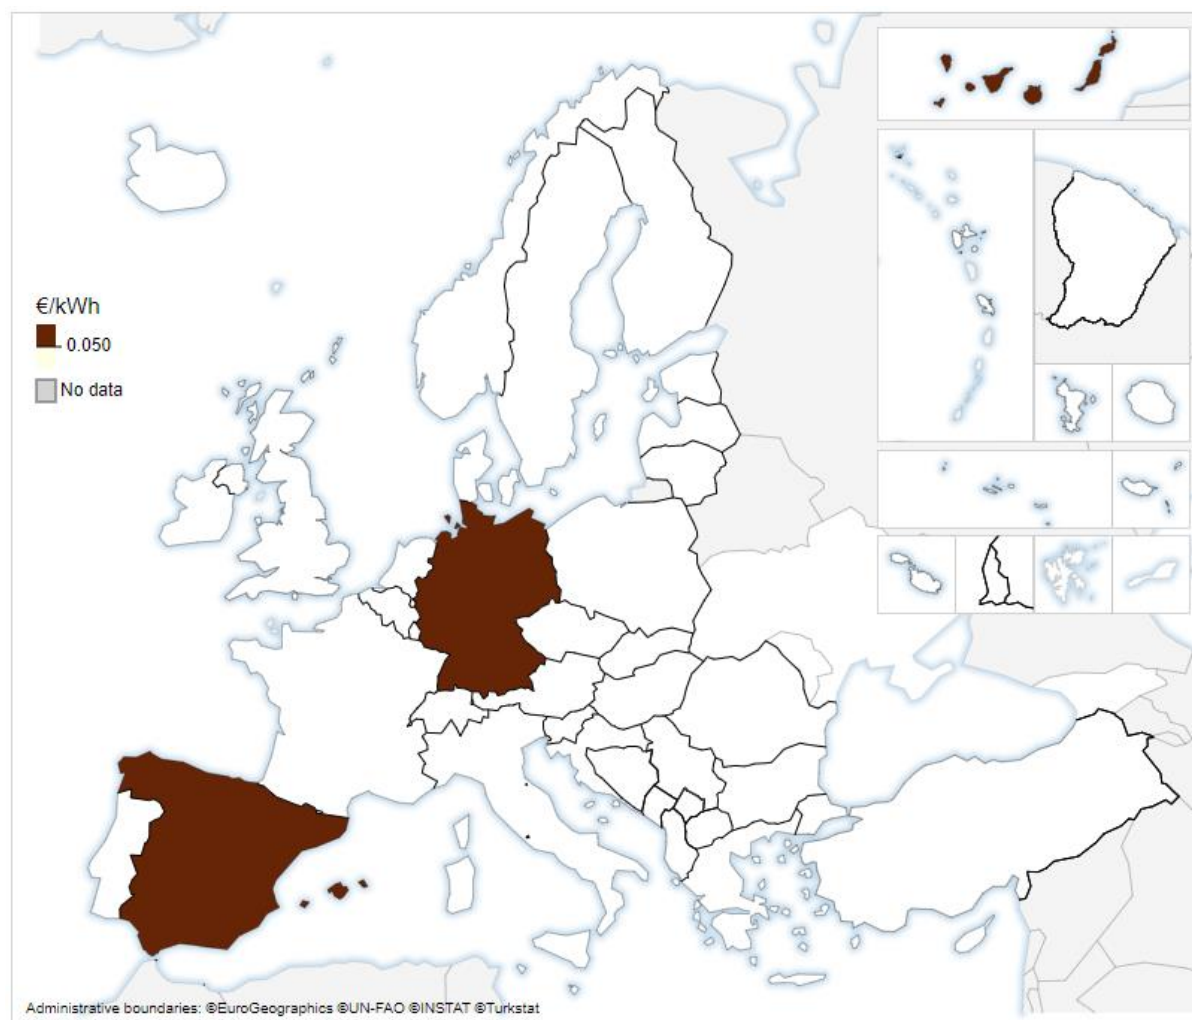 €/kWh
0.050
No data
Administrative boundaries: ©EuroGeographics ©UN-FAO ©INSTAT ©Turkstat